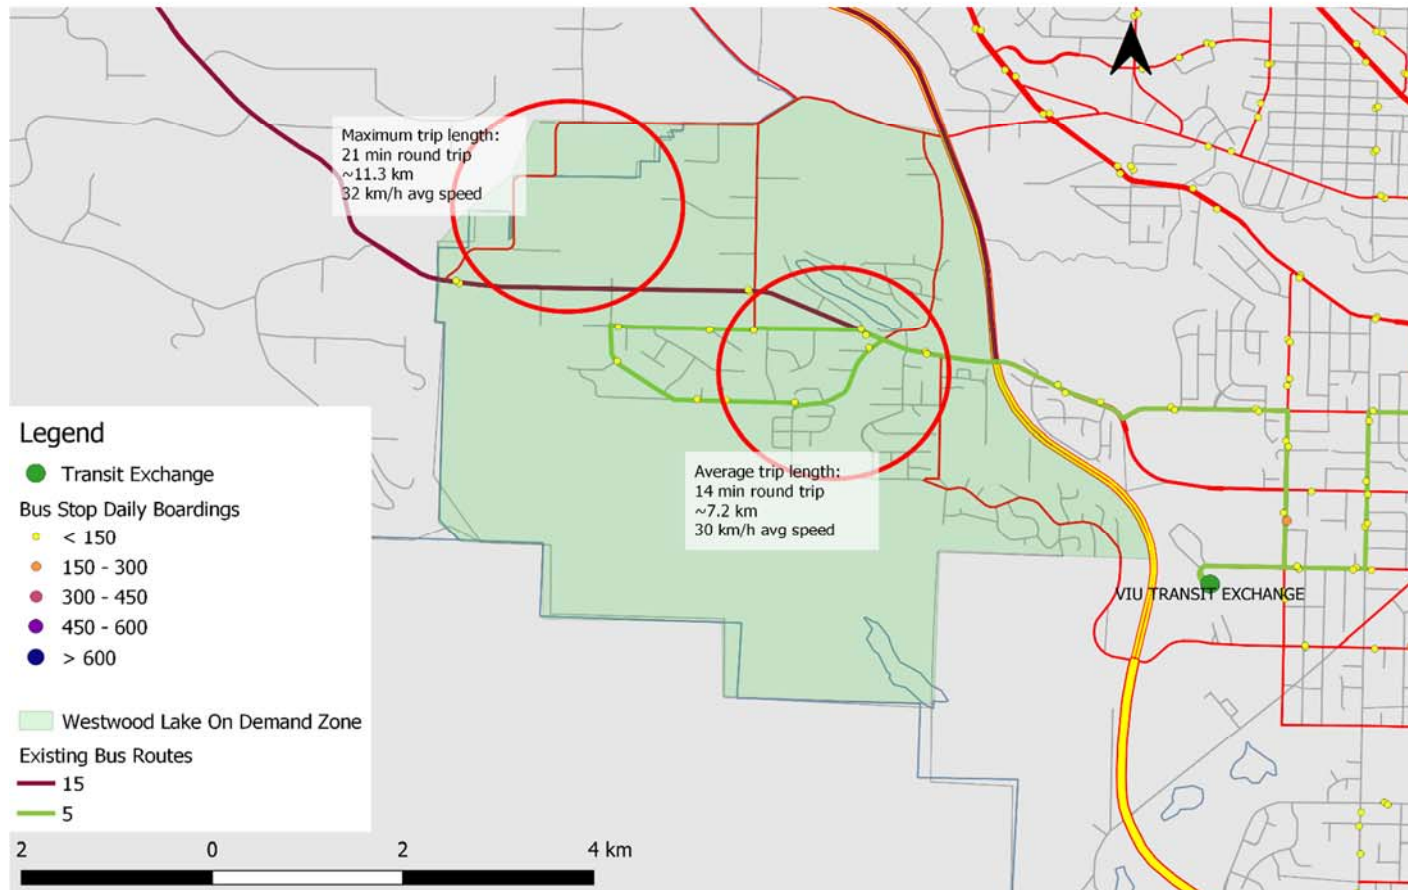 Maximum trip length:
21 min round trip
~11.3 km
32 km/h avg speed
Average trip length:
14 min round trip
~7.2 km
30 km/h avg speed
VIU TRANSIT EXCHANGE
Legend
Transit Exchange
Bus Stop Daily Boardings
< 150
150 - 300
300 - 450
450 - 600
> 600
Westwood Lake On Demand Zone
Existing Bus Routes
15
5
2 0 2 4 km